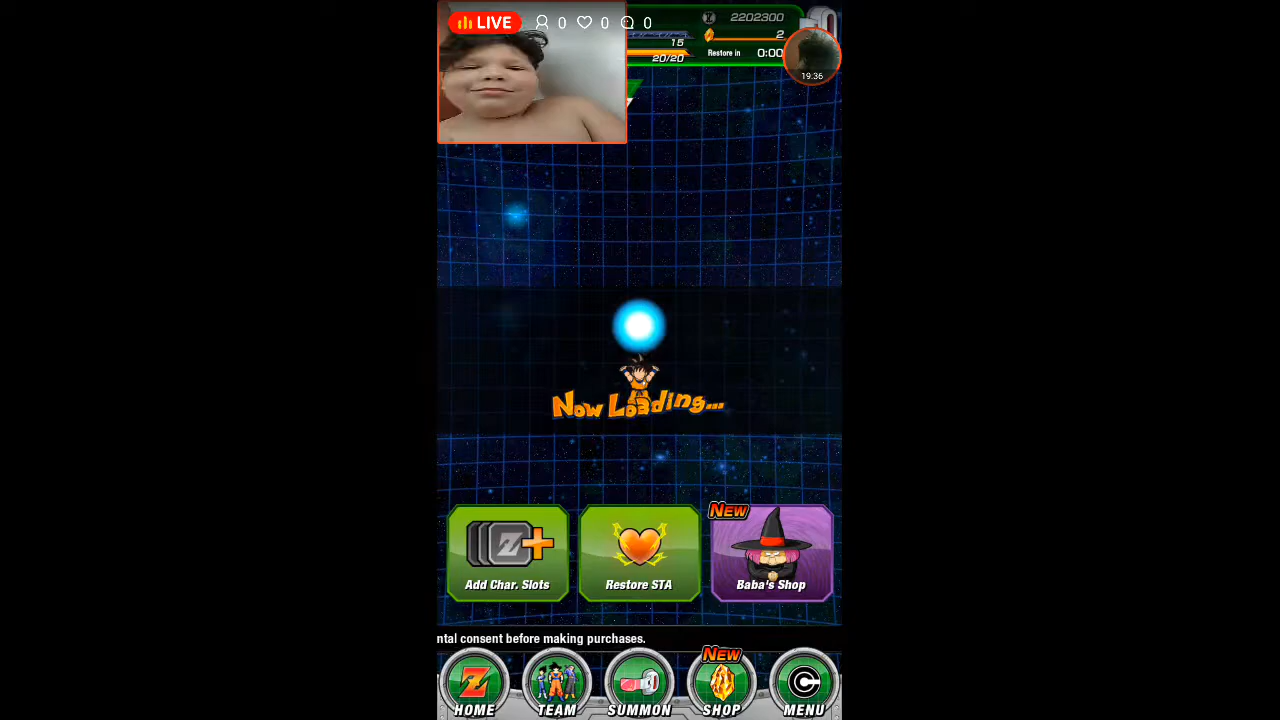 LIVE 0 0 0
2202300
15
2
20/20
Restore in 0:00
19:36
Now Loading...
New
Add Char. Slots
Restore STA
Baba's Shop
ntal consent before making purchases.
New
HOME
TEAM
SUMMON
SHOP
MENU